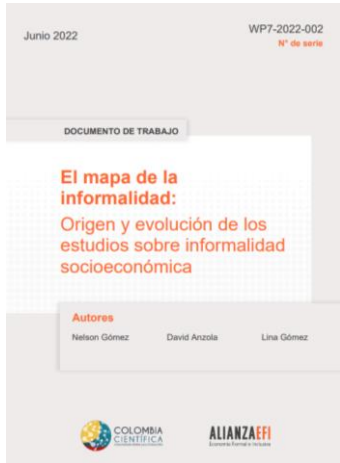 Junio 2022
WP7-2022-002
N° de serie
DOCUMENTO DE TRABAJO
El mapa de la
informalidad:
Origen y evolución de los
estudios sobre informalidad
socioeconómica
Autores
Nelson Gómez David Anzola Lina Gómez
COLOMBIA
CIENTÍFICA
ALIANZAEFI
Economía Formal e Inclusiva